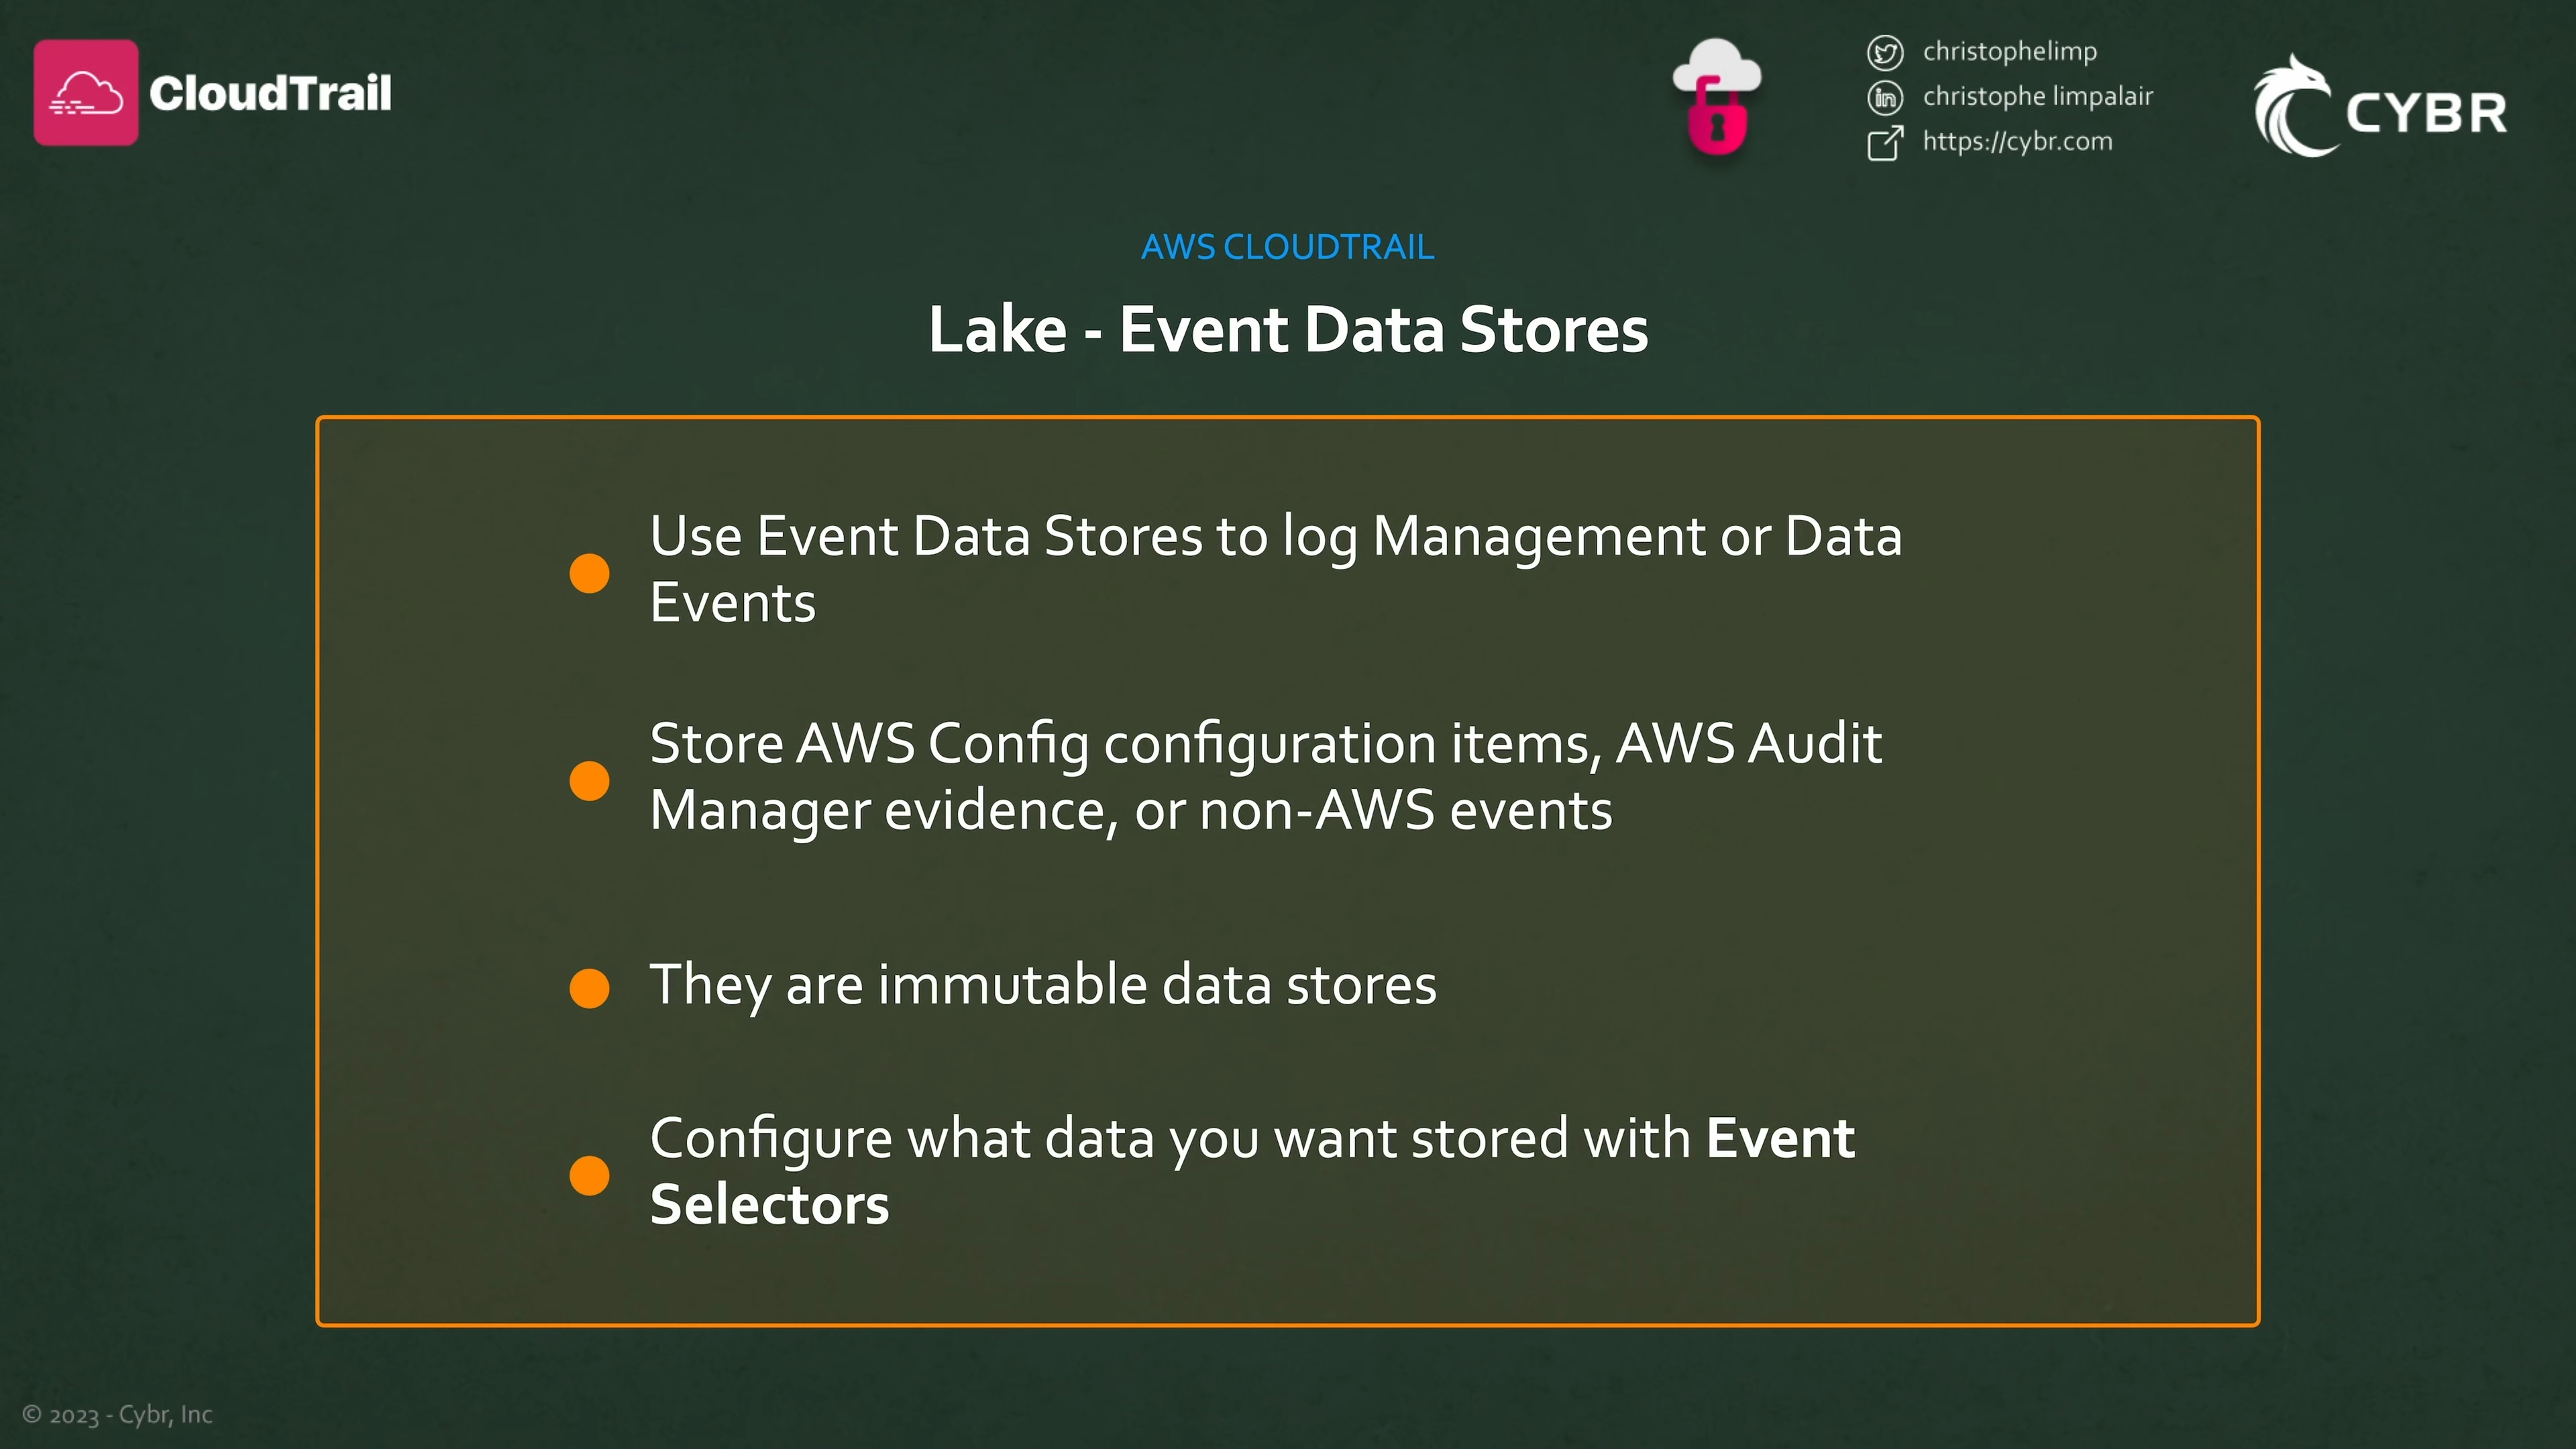 CloudTrail
christophelimp
christophe limpalair
https://cybr.com
CYBR
AWS CLOUDTRAIL
Lake - Event Data Stores
Use Event Data Stores to log Management or Data
Events
Store AWS Config configuration items, AWS Audit
Manager evidence, or non-AWS events
They are immutable data stores
Configure what data you want stored with Event
Selectors
© 2023 - Cybr, Inc